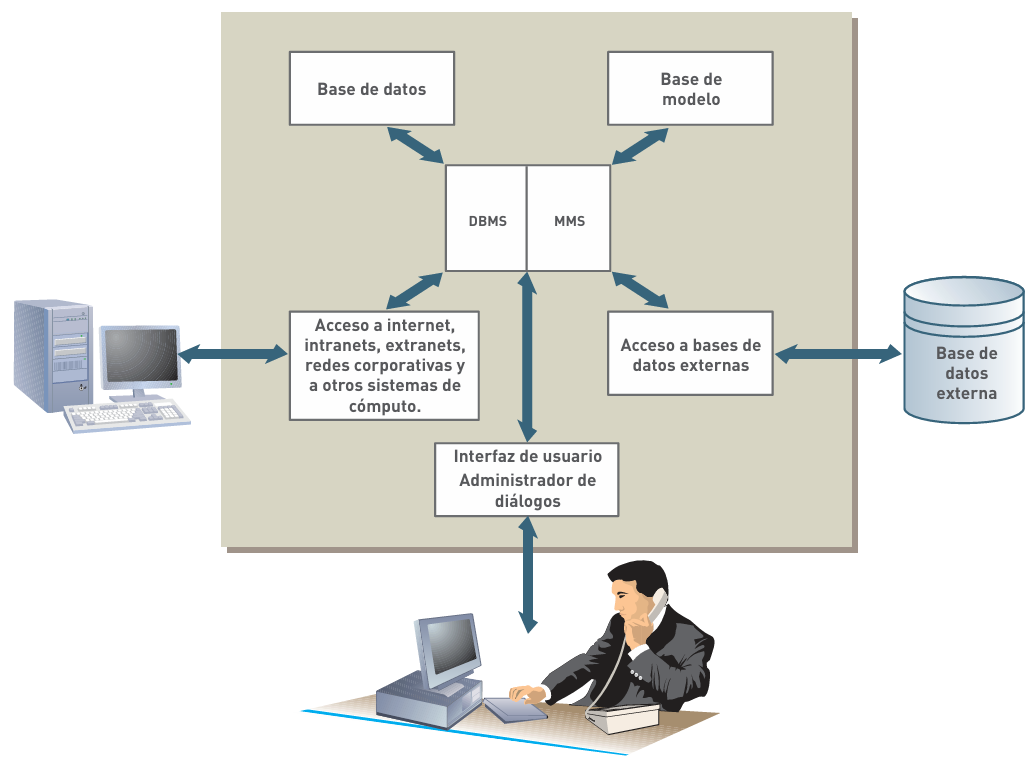 Base de datos
Base de
modelo
DBMS
MMS
Acceso a internet,
intranets, extranets,
redes corporativas y
a otros sistemas de
cómputo.
Acceso a bases de
datos externas
Base de
datos
externa
Interfaz de usuario
Administrador de
diálogos